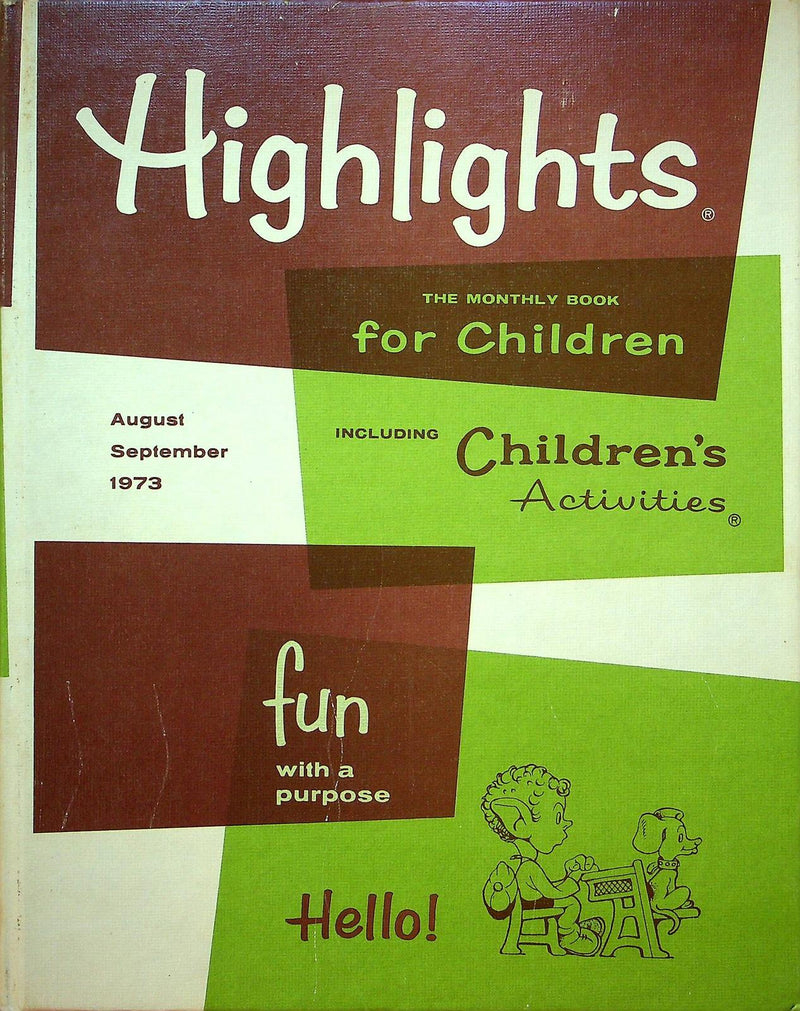 Highlights®
THE MONTHLY BOOK
for Children
August
September
1973
INCLUDING Children's
Activities®
fun
with a
purpose
Hello!